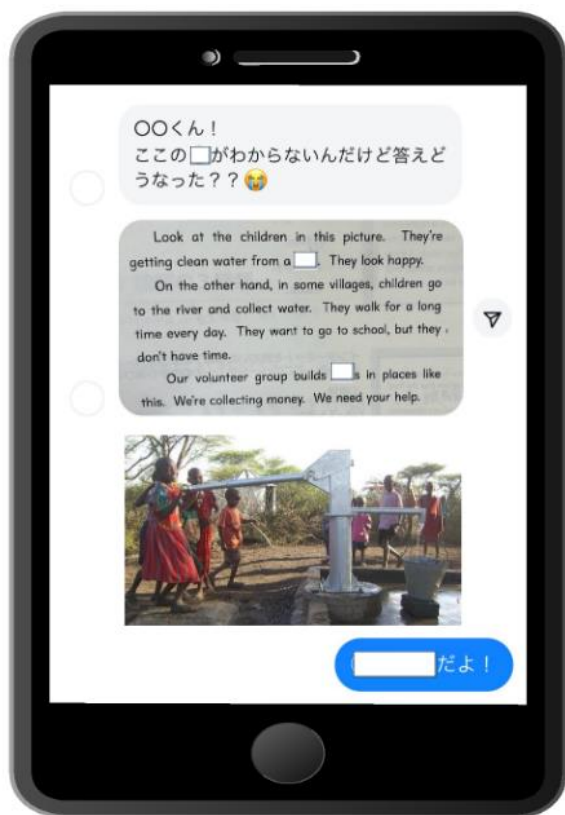 〇〇くん！
ここの□がわからないんだけど答えど
うなった？？😭
Look at the children in this picture. They're
getting clean water from a □. They look happy.
On the other hand, in some villages, children go
to the river and collect water. They walk for a long
time every day. They want to go to school, but they
don't have time.
Our volunteer group builds □s in places like
this. We're collecting money. We need your help.
だよ！